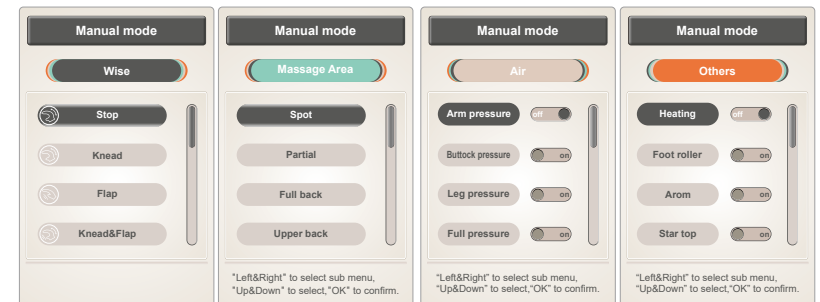 Manual mode
Wise
Stop
Knead
Flap
Knead&Flap
Manual mode
Massage Area
Spot
Partial
Full back
Upper back
"Left&Right" to select sub menu,
"Up&Down" to select,"OK" to confirm.
Manual mode
Air
Arm pressure off
Buttock pressure on
Leg pressure on
Full pressure on
“Left&Right” to select sub menu,
“Up&Down” to select,“OK” to confirm.
Manual mode
Others
Heating off
Foot roller on
Arom on
Star top on
“Left&Right” to select sub menu,
“Up&Down” to select,“OK” to confirm.